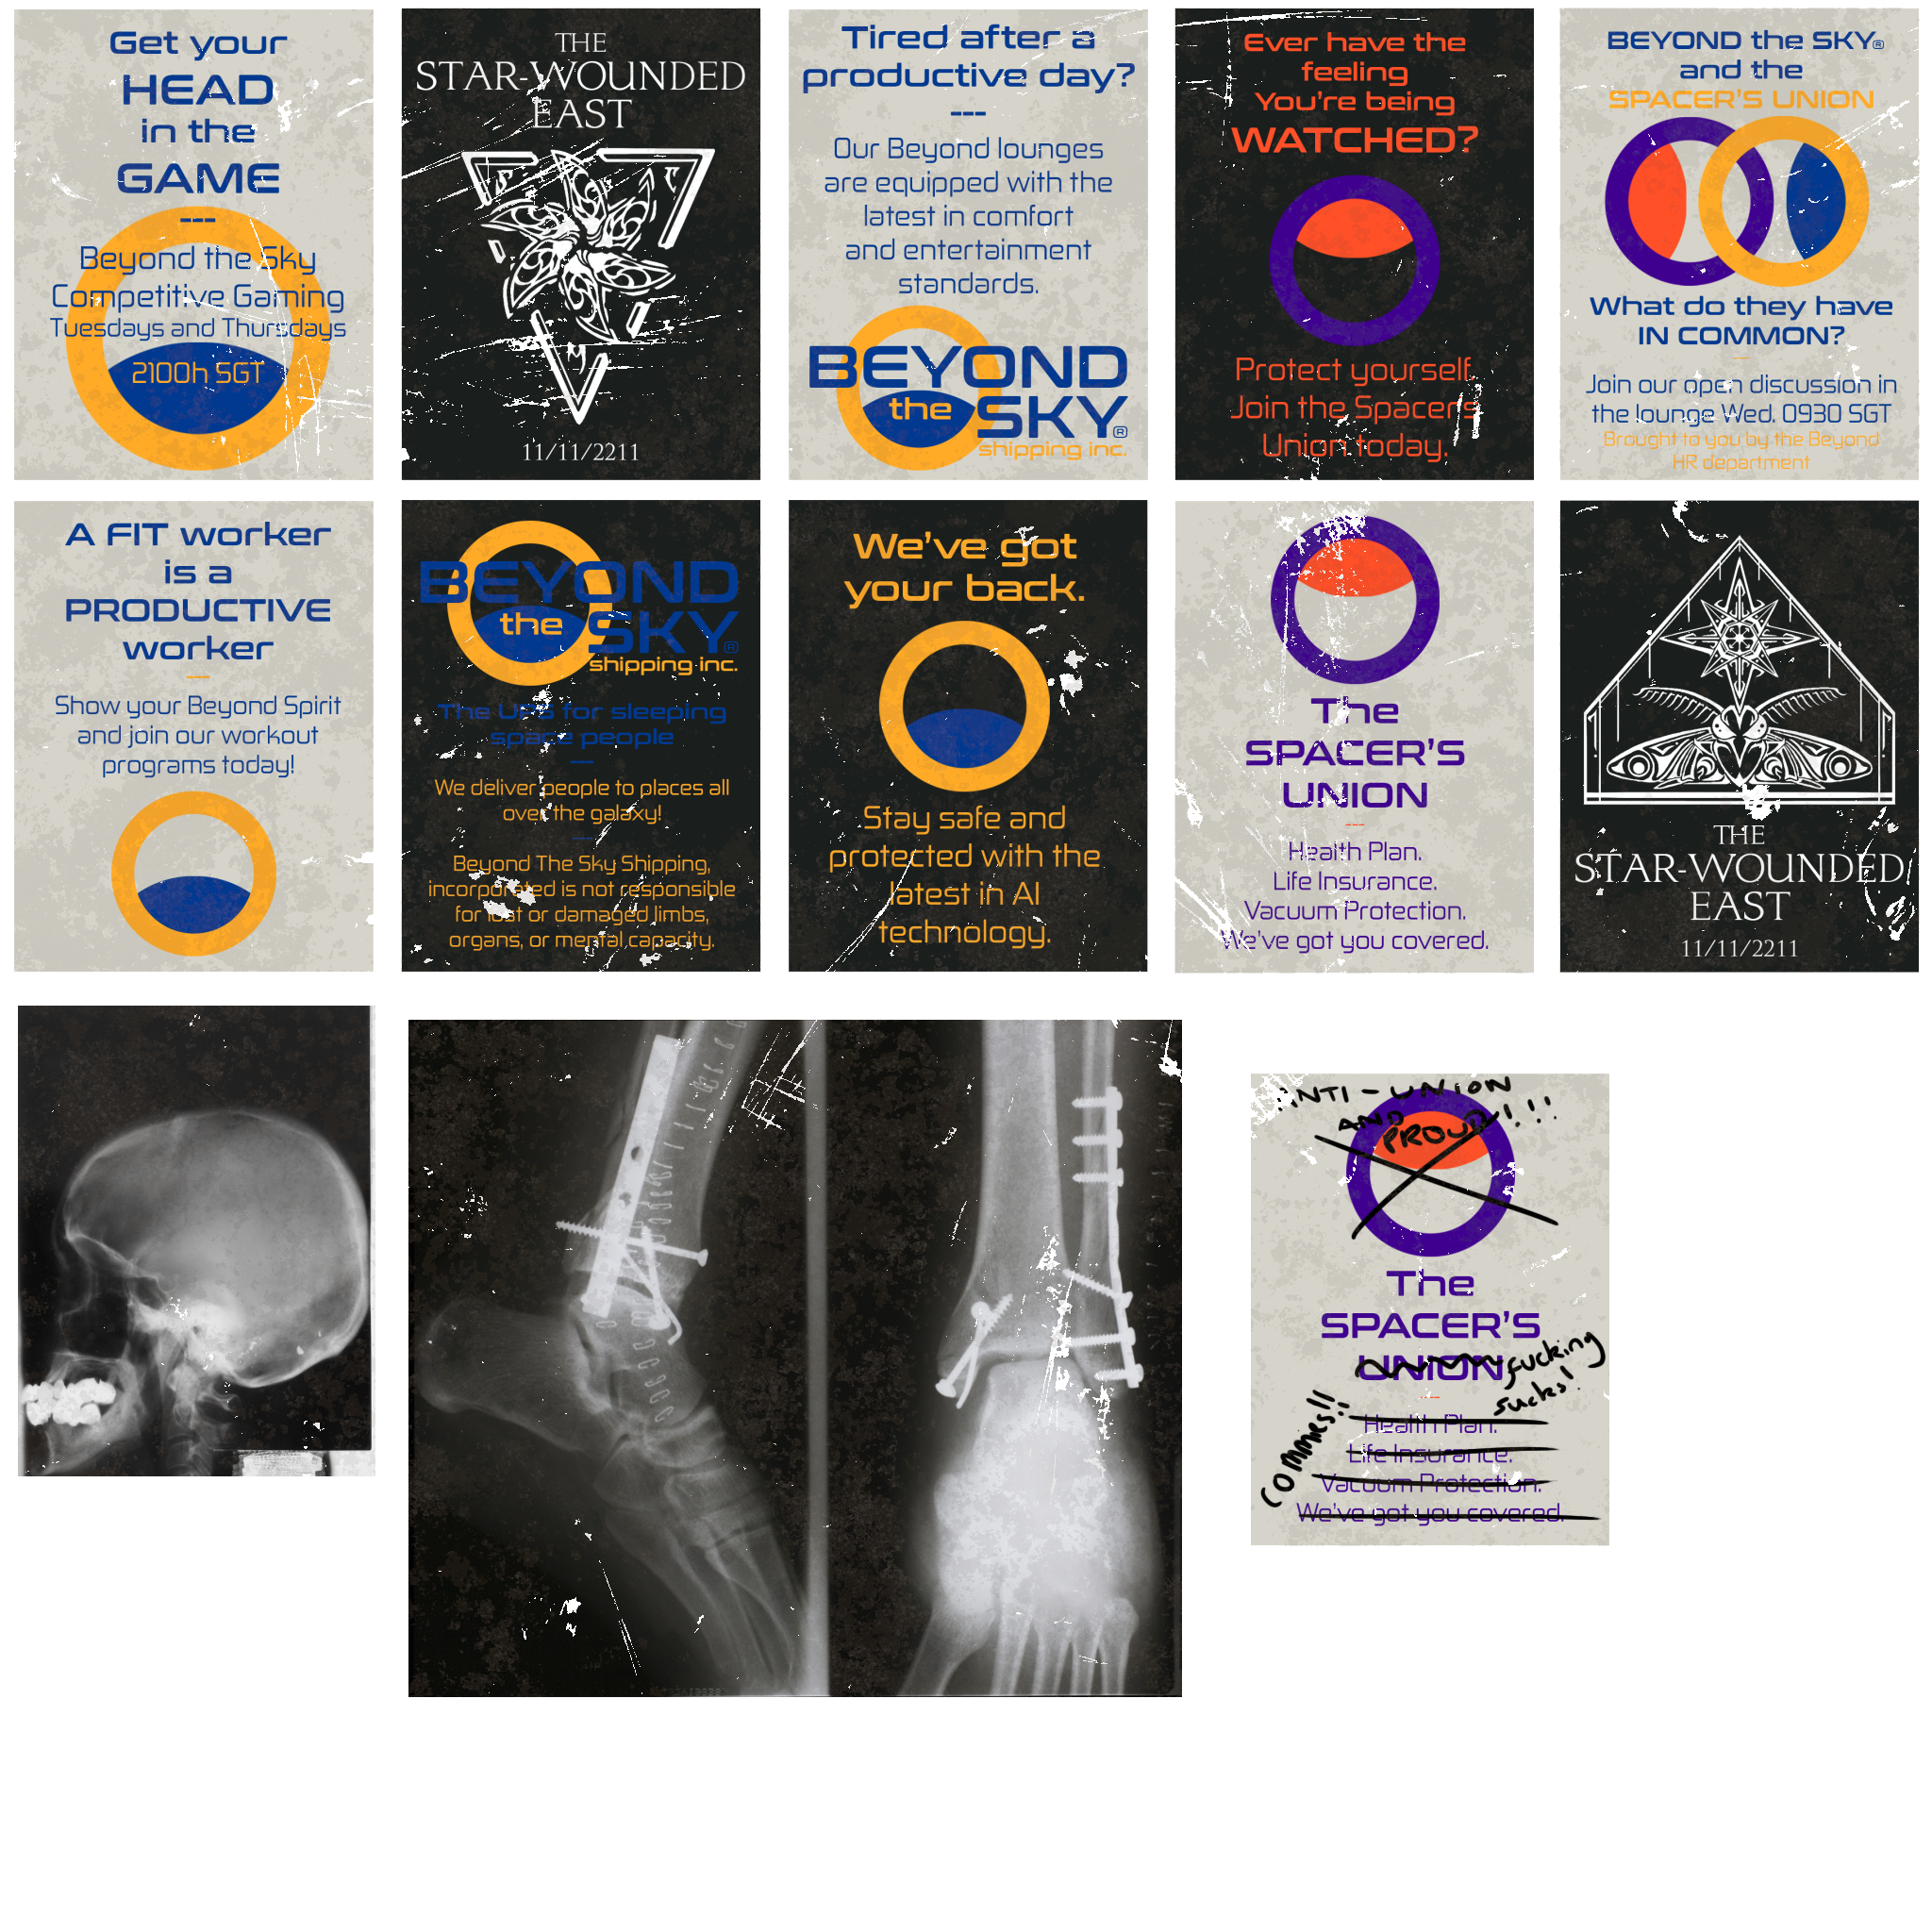 Get your
HEAD
in the
GAME
---
Beyond the Sky
Competitive Gaming
Tuesdays and Thursdays
2100h SGT
THE
STAR-WOUNDED
EAST
11/11/2211
Tired after a
productive day?
---
Our Beyond lounges
are equipped with the
latest in comfort
and entertainment
standards.
BEYOND
the SKY®
shipping inc.
Ever have the
feeling
You're being
WATCHED?
Protect yourself.
Join the Spacers
Union today.
BEYOND the SKY®
and the
SPACER'S UNION
What do they have
IN COMMON?
Join our open discussion in
the lounge Wed. 0930 SGT
Brought to you by the Beyond
HR department
A FIT worker
is a
PRODUCTIVE
worker
---
Show your Beyond Spirit
and join our workout
programs today!
BEYOND
the SKY®
shipping inc.
The UPS for sleeping
space people
---
We deliver people to places all
over the galaxy!
---
Beyond The Sky Shipping,
incorporated is not responsible
for lost or damaged limbs,
organs, or mental capacity.
We've got
your back.
Stay safe and
protected with the
latest in AI
technology.
The
SPACER'S
UNION
---
Health Plan.
Life Insurance.
Vacuum Protection.
We've got you covered.
THE
STAR-WOUNDED
EAST
11/11/2211
ANTI-UNION
AND
PROUD!!!
The
SPACER'S
UNION
fucking
sucks!
commies!!
Health Plan.
Life Insurance.
Vacuum Protection.
We've got you covered.